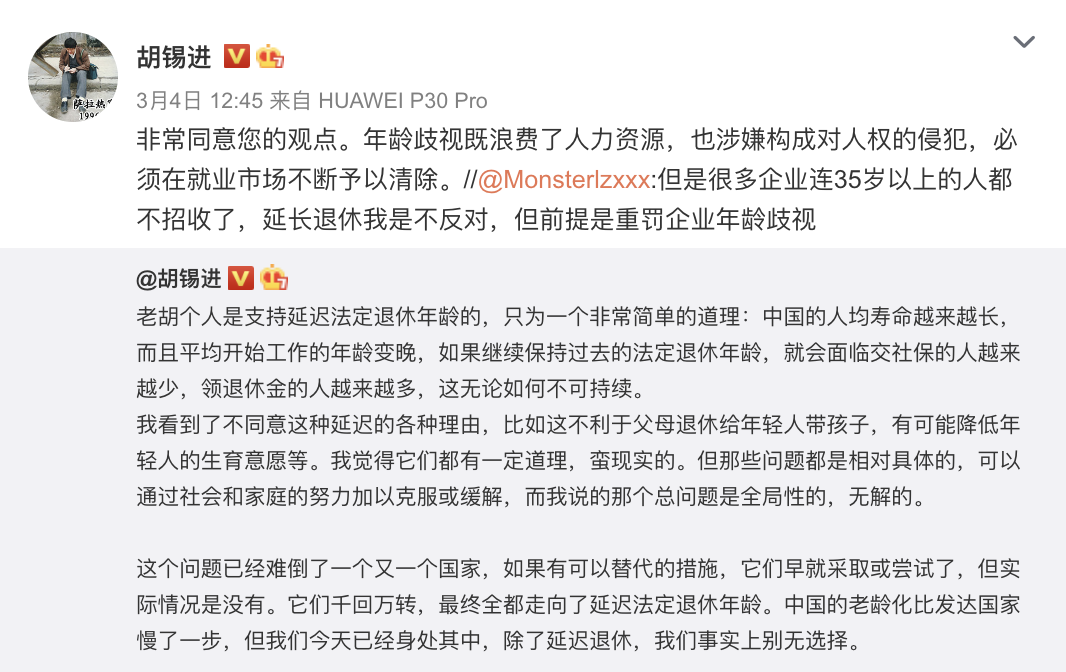 胡锡进 V 7
3月4日 12:45 来自 HUAWEI P30 Pro
非常同意您的观点。年龄歧视既浪费了人力资源，也涉嫌构成对人权的侵犯，必
须在就业市场不断予以清除。//@Monsterlzxxx:但是很多企业连35岁以上的人都
不招收了，延长退休我是不反对，但前提是重罚企业年龄歧视
@胡锡进 V 7
老胡个人是支持延迟法定退休年龄的，只为一个非常简单的道理：中国的人均寿命越来越长，
而且平均开始工作的年龄变晚，如果继续保持过去的法定退休年龄，就会面临交社保的人越来
越少，领退休金的人越来越多，这无论如何不可持续。
我看到了不同意这种延迟的各种理由，比如这不利于父母退休给年轻人带孩子，有可能降低年
轻人的生育意愿等。我觉得它们都有一定道理，蛮现实的。但那些问题都是相对具体的，可以
通过社会和家庭的努力加以克服或缓解，而我说的那个总问题是全局性的，无解的。
这个问题已经难倒了一个又一个国家，如果有可以替代的措施，它们早就采取或尝试了，但实
际情况是没有。它们千回万转，最终全都走向了延迟法定退休年龄。中国的老龄化比发达国家
慢了一步，但我们今天已经身处其中，除了延迟退休，我们事实上别无选择。